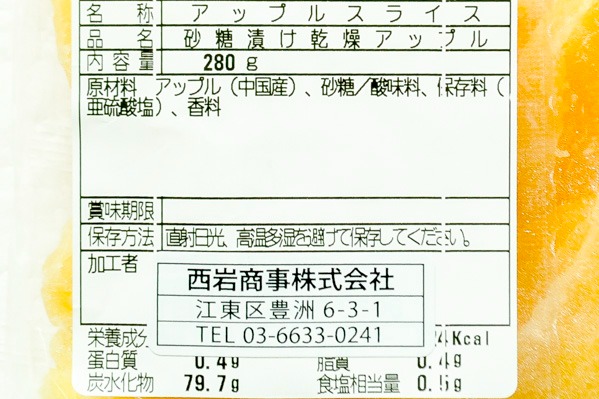 名称 アップルスライス
品名 砂糖漬け乾燥アップル
内容量 280g
原材料 アップル（中国産）、砂糖／酸味料、保存料（
亜硫酸塩）、香料
賞味期限
保存方法 直射日光、高温多湿を避けて保存してください。
加工者
西岩商事株式会社
江東区豊洲 6-3-1
TEL 03-6633-0241
栄養成分 4Kcal
蛋白質 0.4g 脂質 0.4g
炭水化物 79.7g 食塩相当量